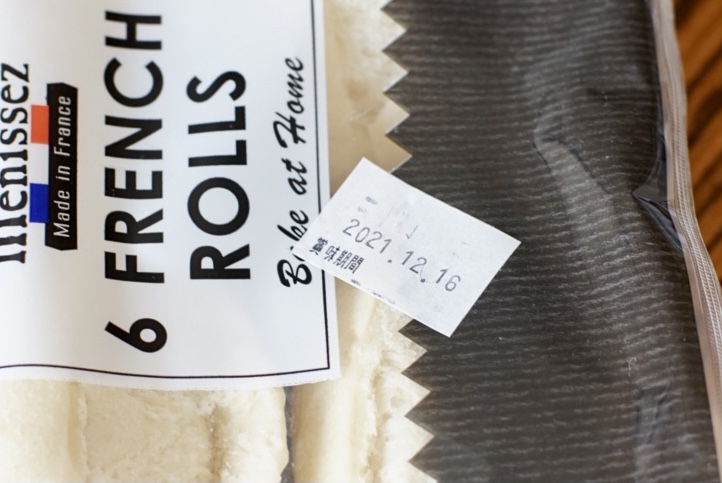 menissez
Made in France
6 FRENCH
ROLLS
Bake at Home
2021.12.16